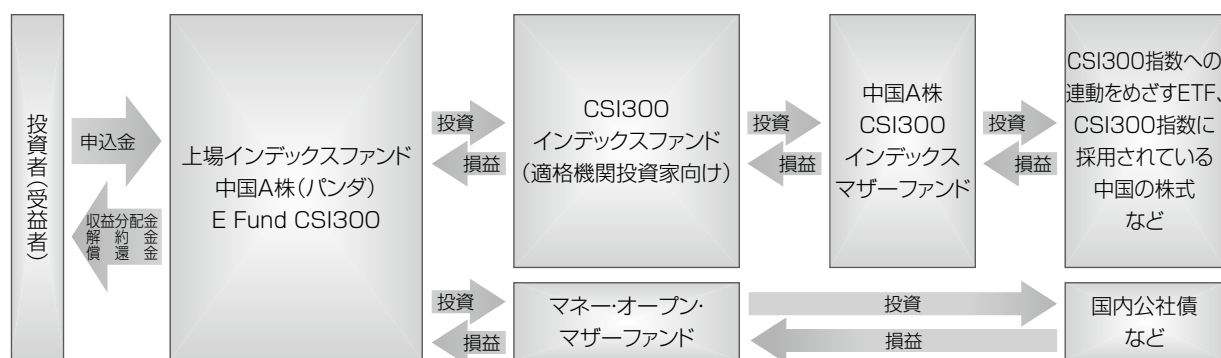 投資者(受益者)
申込金
収益分配金
解約金
償還金
上場インデックスファンド
中国A株(パンダ)
E Fund CSI300
投資
損益
CSI300
インデックスファンド
(適格機関投資家向け)
投資
損益
中国A株
CSI300
インデックス
マザーファンド
投資
損益
CSI300指数への
連動をめざすETF、
CSI300指数に
採用されている
中国の株式
など
投資
損益
マネー・オープン・
マザーファンド
投資
損益
国内公社債
など